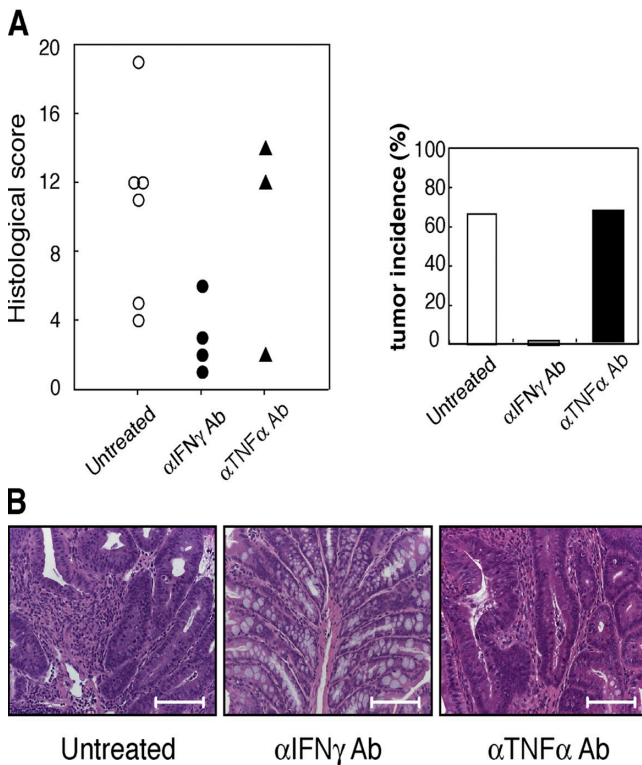 A
Histological score
20
16
12
8
4
0
Untreated
αIFNγ Ab
αTNFα Ab
tumor incidence (%)
100
80
60
40
20
0
Untreated
αIFNγ Ab
αTNFα Ab
B
Untreated
αIFNγ Ab
αTNFα Ab